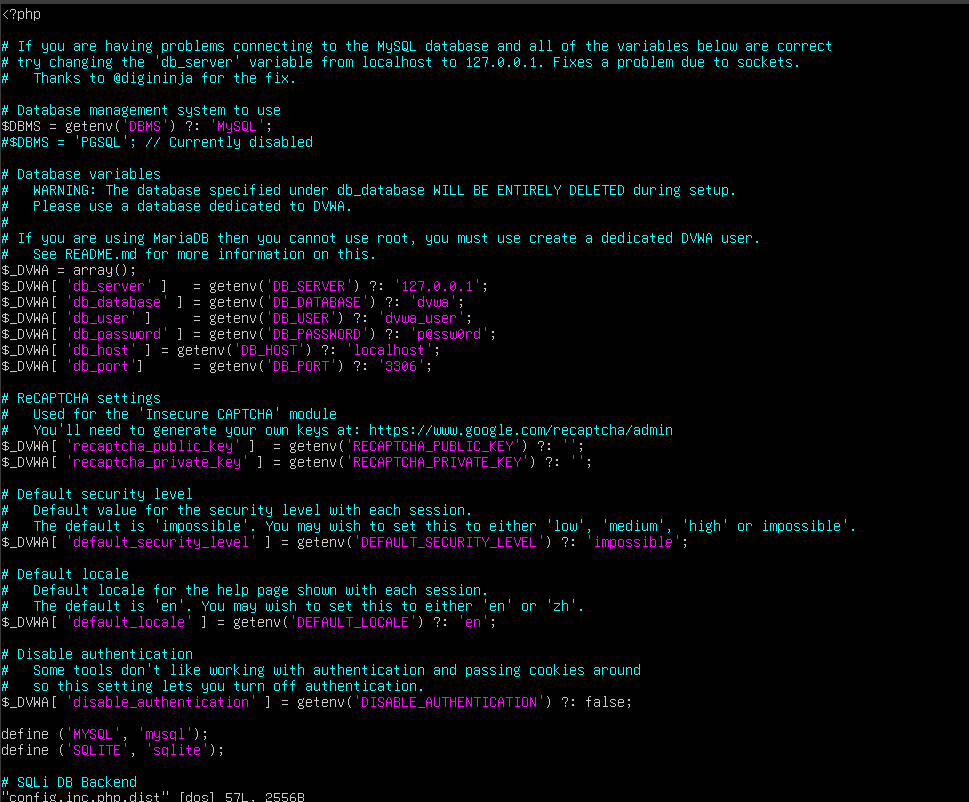 <?php
# If you are having problems connecting to the MySQL database and all of the variables below are correct
# try changing the 'db_server' variable from localhost to 127.0.0.1. Fixes a problem due to sockets.
#   Thanks to @digininja for the fix.
# Database management system to use
$DBMS = getenv('DBMS') ?: 'MySQL';
#$DBMS = 'PGSQL'; // Currently disabled
# Database variables
#   WARNING: The database specified under db_database WILL BE ENTIRELY DELETED during setup.
#   Please use a database dedicated to DVWA.
#
# If you are using MariaDB then you cannot use root, you must use create a dedicated DVWA user.
#   See README.md for more information on this.
$_DVWA = array();
$_DVWA[ 'db_server' ]   = getenv('DB_SERVER') ?: '127.0.0.1';
$_DVWA[ 'db_database' ] = getenv('DB_DATABASE') ?: 'dvwa';
$_DVWA[ 'db_user' ]     = getenv('DB_USER') ?: 'dvwa_user';
$_DVWA[ 'db_password' ] = getenv('DB_PASSWORD') ?: 'p@ssw0rd';
$_DVWA[ 'db_host' ] = getenv('DB_HOST') ?: 'localhost';
$_DVWA[ 'db_port']      = getenv('DB_PORT') ?: '3306';
# ReCAPTCHA settings
#   Used for the 'Insecure CAPTCHA' module
#   You'll need to generate your own keys at: https://www.google.com/recaptcha/admin
$_DVWA[ 'recaptcha_public_key' ]  = getenv('RECAPTCHA_PUBLIC_KEY') ?: '';
$_DVWA[ 'recaptcha_private_key' ] = getenv('RECAPTCHA_PRIVATE_KEY') ?: '';
# Default security level
#   Default value for the security level with each session.
#   The default is 'impossible'. You may wish to set this to either 'low', 'medium', 'high' or impossible'.
$_DVWA[ 'default_security_level' ] = getenv('DEFAULT_SECURITY_LEVEL') ?: 'impossible';
# Default locale
#   Default locale for the help page shown with each session.
#   The default is 'en'. You may wish to set this to either 'en' or 'zh'.
$_DVWA[ 'default_locale' ] = getenv('DEFAULT_LOCALE') ?: 'en';
# Disable authentication
#   Some tools don't like working with authentication and passing cookies around
#   so this setting lets you turn off authentication.
$_DVWA[ 'disable_authentication' ] = getenv('DISABLE_AUTHENTICATION') ?: false;
define ('MYSQL', 'mysql');
define ('SQLITE', 'sqlite');
# SQLi DB Backend
"config.inc.php.dist" [dos] 57L, 2556B